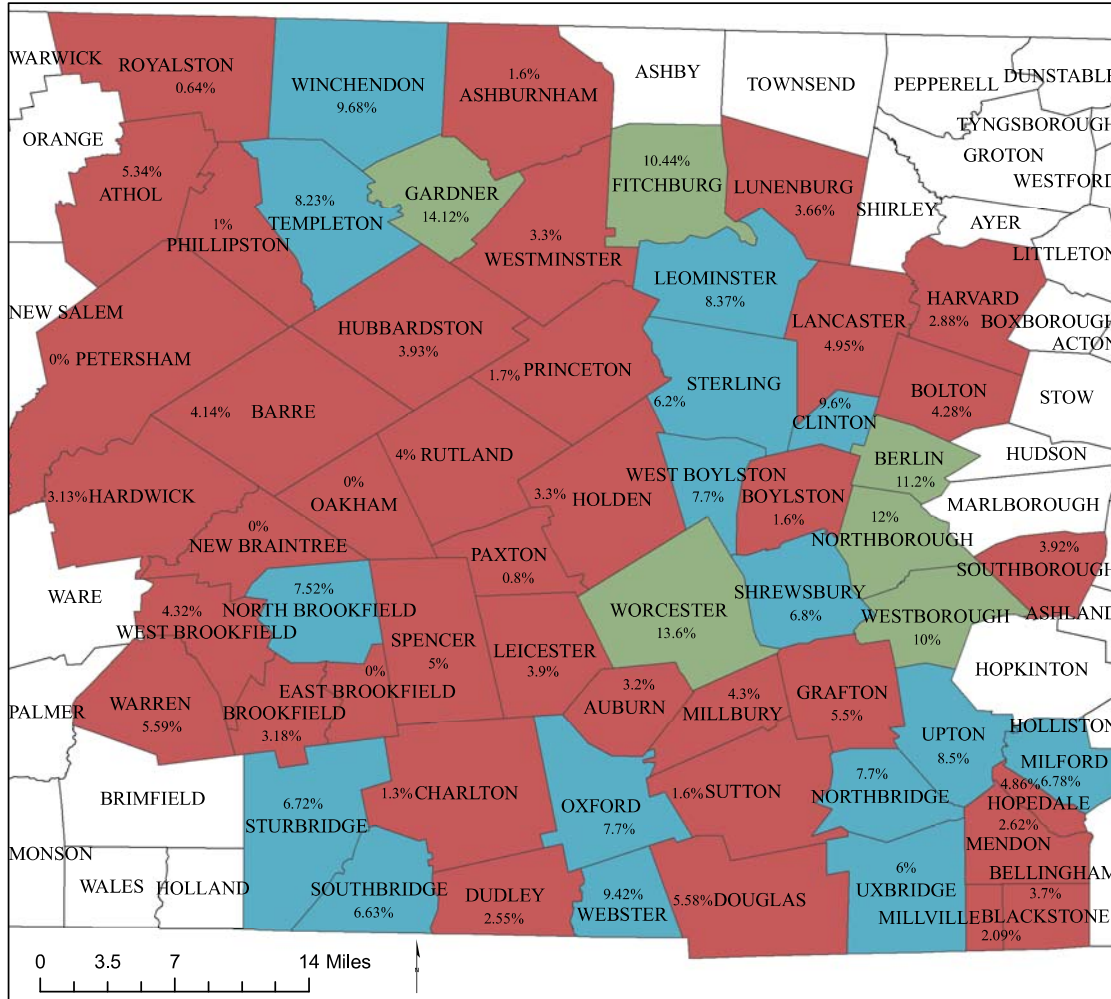 WARWICK
ROYALSTON
0.64%
WINCHENDON
9.68%
1.6%
ASHBURNHAM
ASHBY
TOWNSEND
PEPPERELL
DUNSTABLE
ORANGE
TYNGSBOROUGH
GROTON
WESTFORD
5.34%
ATHOL
1%
PHILLIPSTON
8.23%
TEMPLETON
GARDNER
14.12%
3.3%
WESTMINSTER
10.44%
FITCHBURG
LUNENBURG
3.66%
SHIRLEY
AYER
LITTLETON
NEW SALEM
0% PETERSHAM
HUBBARDSTON
3.93%
LEOMINSTER
8.37%
LANCASTER
4.95%
HARVARD
2.88%
BOXBOROUGH
ACTON
1.7% PRINCETON
STERLING
6.2%
9.6%
CLINTON
BOLTON
4.28%
STOW
4.14% BARRE
4% RUTLAND
HUDSON
BERLIN
11.2%
3.13% HARDWICK
0%
OAKHAM
3.3% HOLDEN
WEST BOYLSTON
7.7%
BOYLSTON
1.6%
MARLBOROUGH
0%
NEW BRAINTREE
PAXTON
0.8%
12%
NORTHBOROUGH
3.92%
SOUTHBOROUGH
WARE
4.32%
WEST BROOKFIELD
7.52%
NORTH BROOKFIELD
SPENCER
5%
LEICESTER
3.9%
WORCESTER
13.6%
SHREWSBURY
6.8%
WESTBOROUGH
10%
ASHLAND
HOPKINTON
PALMER
WARREN
5.59%
BROOKFIELD
3.18%
0%
EAST BROOKFIELD
3.2%
AUBURN
4.3%
MILLBURY
GRAFTON
5.5%
UPTON
8.5%
HOLLISTON
MILFORD
6.78%
BRIMFIELD
6.72%
STURBRIDGE
1.3% CHARLTON
OXFORD
7.7%
1.6% SUTTON
7.7%
NORTHBRIDGE
4.86%
HOPEDALE
2.62%
MENDON
MONSON
WALES
HOLLAND
SOUTHBRIDGE
6.63%
DUDLEY
2.55%
9.42%
WEBSTER
5.58% DOUGLAS
6%
UXBRIDGE
BELLINGHAM
3.7%
MILLVILLE
2.09%
BLACKSTONE
0 3.5 7 14 Miles